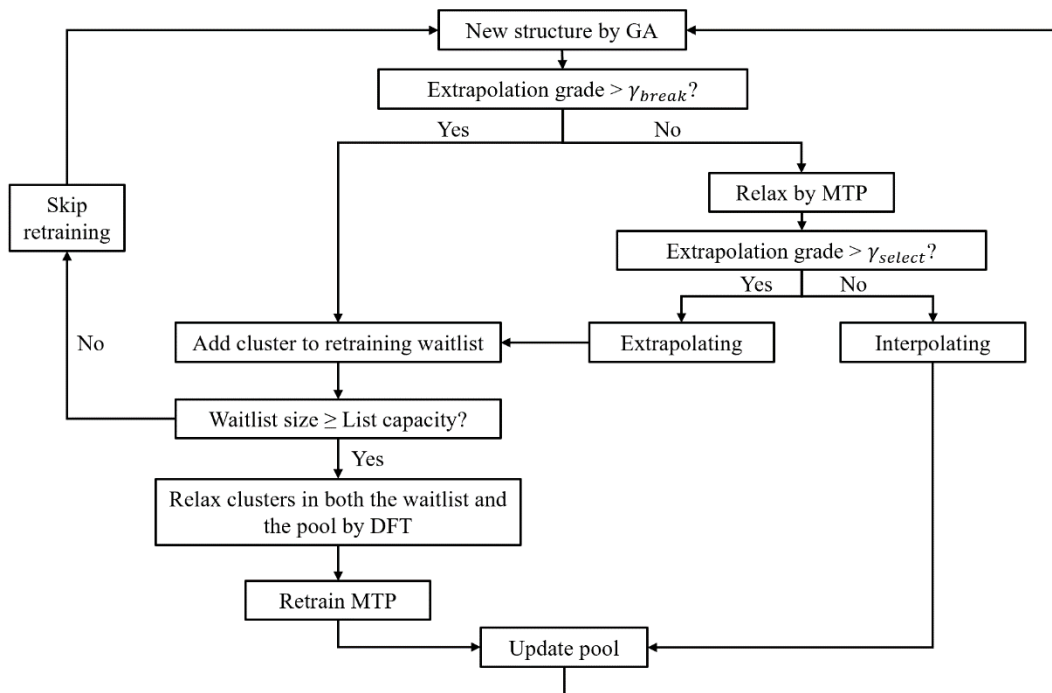 New structure by GA
Extrapolation grade > γ_break?
Yes
No
Relax by MTP
Skip
retraining
Extrapolation grade > γ_select?
Yes
No
No
Add cluster to retraining waitlist
Extrapolating
Interpolating
Waitlist size ≥ List capacity?
Yes
Relax clusters in both the waitlist and
the pool by DFT
Retrain MTP
Update pool